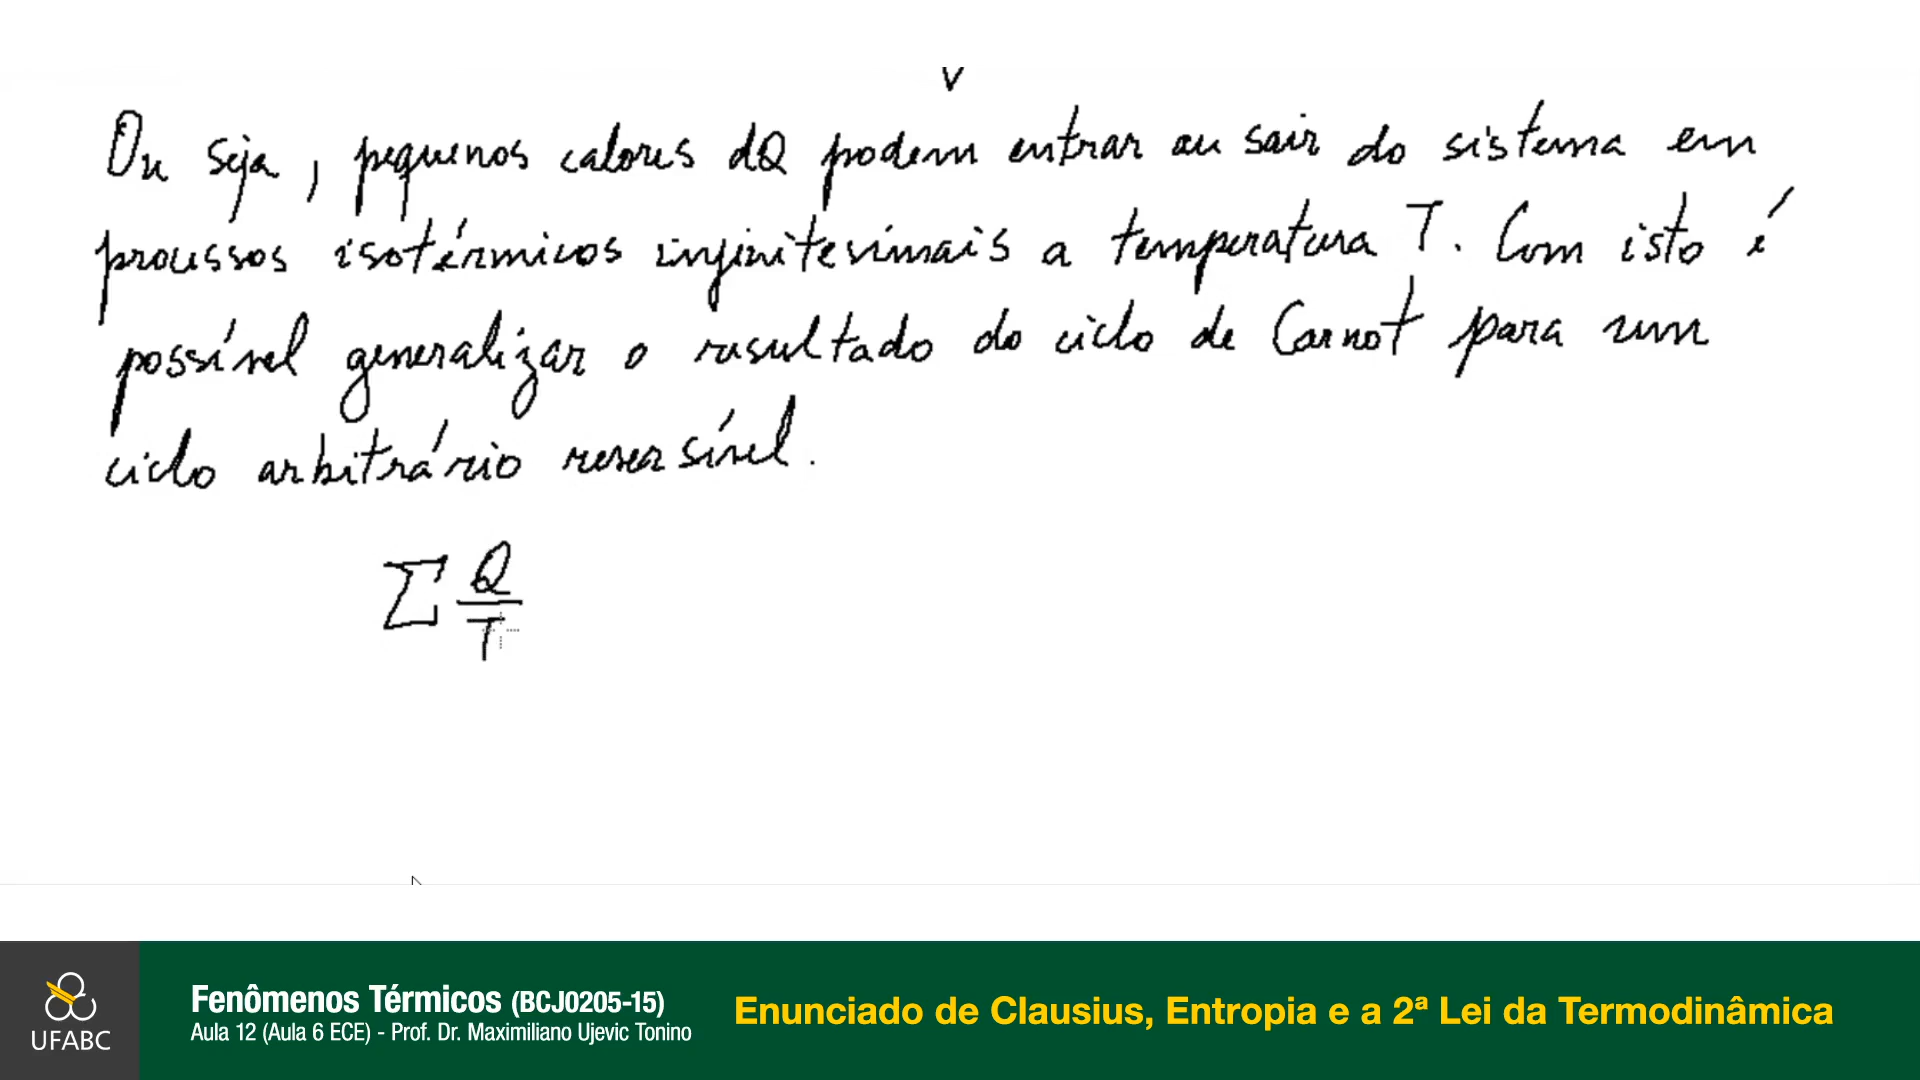 V
Ou seja, pequenos calores dQ podem entrar ou sair do sistema em
processos isotérmicos infinitesimais a temperatura T. Com isto é
possível generalizar o resultado do ciclo de Carnot para um
ciclo arbitrário reversível.
Σ Q/T
UFABC
Fenômenos Térmicos (BCJ0205-15)
Aula 12 (Aula 6 ECE) - Prof. Dr. Maximiliano Ujevic Tonino
Enunciado de Clausius, Entropia e a 2ª Lei da Termodinâmica